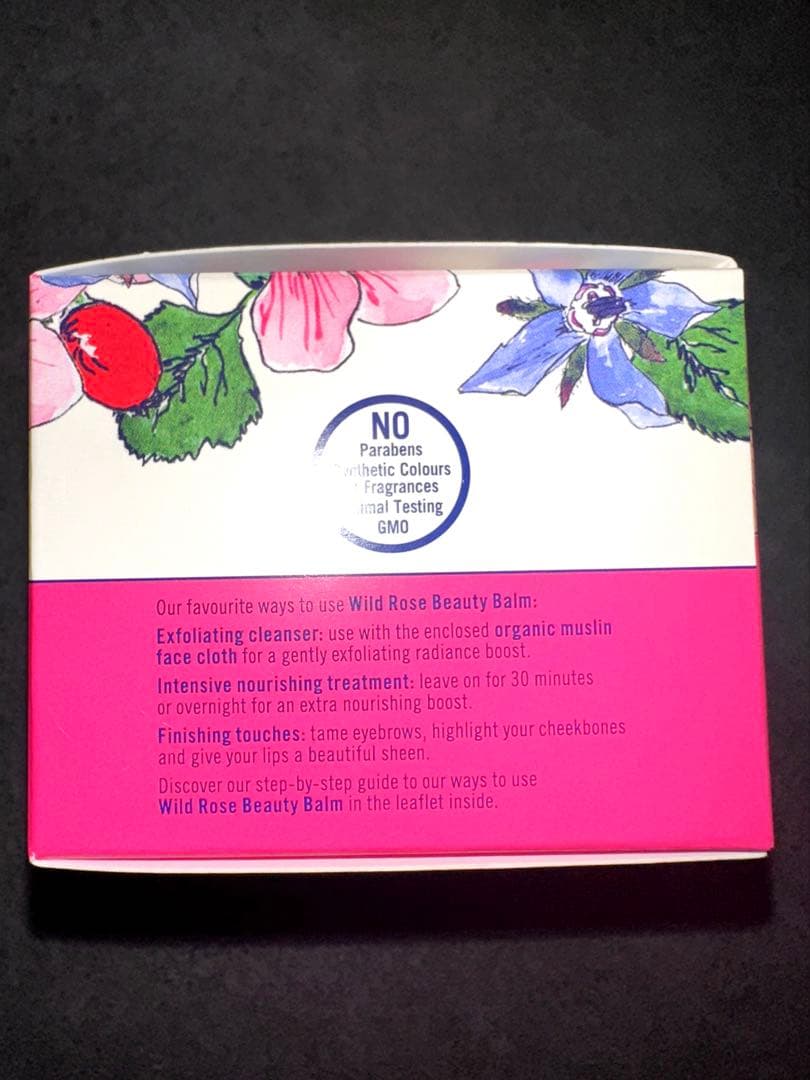 NO
Parabens
Colours
Fragrances
Testing
GMO
Our favourite ways to use Wild Rose Beauty Balm:
Exfoliating cleanser: use with the enclosed organic muslin
face cloth for a gently exfoliating radiance boost.
Intensive nourishing treatment: leave on for 30 minutes
or overnight for an extra nourishing boost.
Finishing touches: tame eyebrows, highlight your cheekbones
and give your lips a beautiful sheen.
Discover our step-by-step guide to our ways to use
Wild Rose Beauty Balm in the leaflet inside.